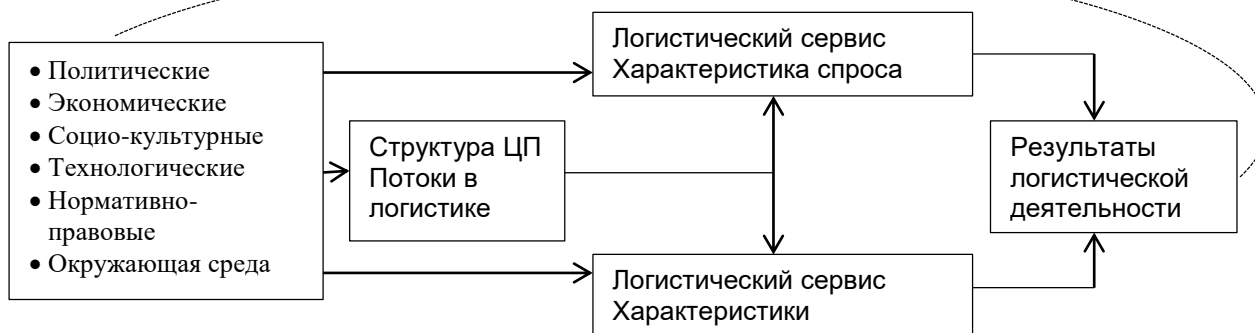 • Политические
• Экономические
• Социо-культурные
• Технологические
• Нормативно-
правовые
• Окружающая среда
Структура ЦП
Потоки в
логистике
Логистический сервис
Характеристика спроса
Логистический сервис
Характеристики
Результаты
логистической
деятельности